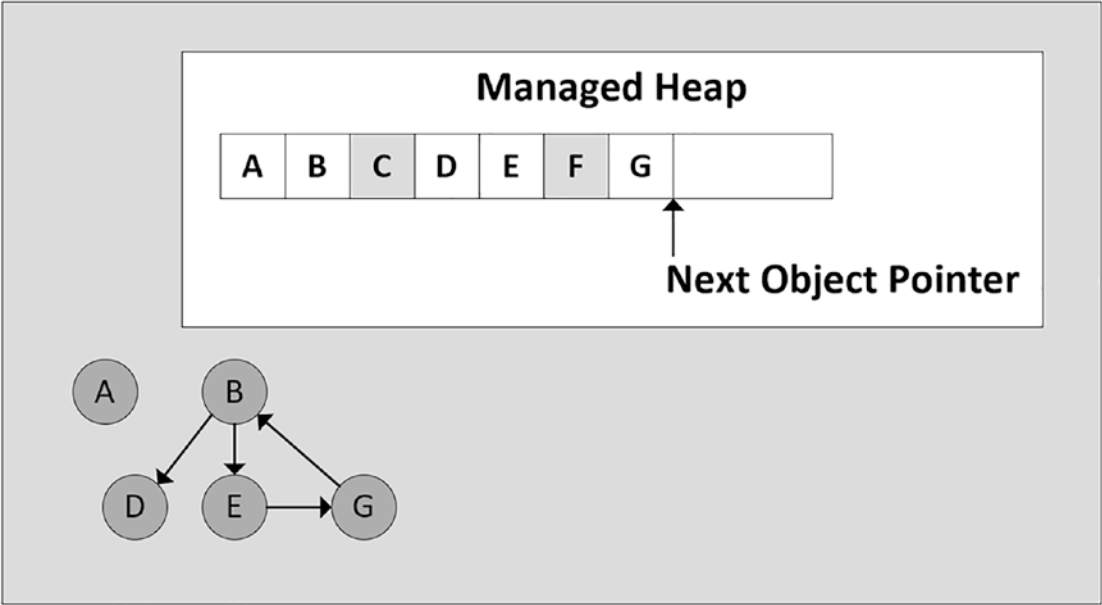 Managed Heap
A B C D E F G
Next Object Pointer
A B
D E G